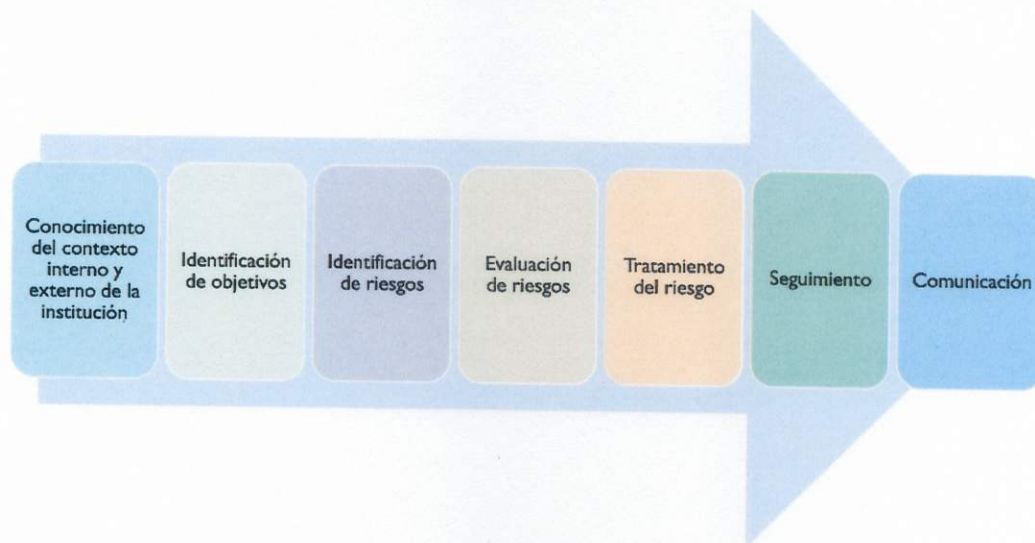 Conocimiento
del contexto
interno y
externo de la
institución
Identificación
de objetivos
Identificación
de riesgos
Evaluación
de riesgos
Tratamiento
del riesgo
Seguimiento
Comunicación